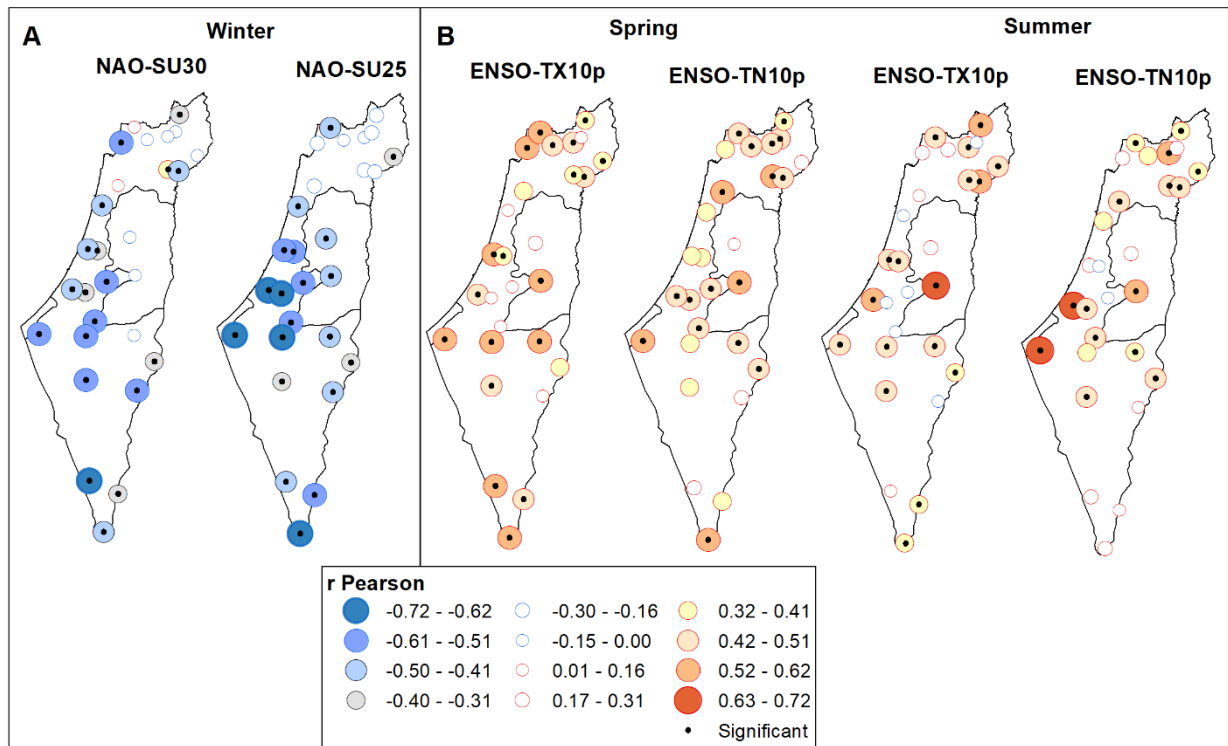 A
Winter
NAO-SU30
NAO-SU25
B
Spring
Summer
ENSO-TX10p
ENSO-TN10p
ENSO-TX10p
ENSO-TN10p
r Pearson
-0.72 - -0.62
-0.61 - -0.51
-0.50 - -0.41
-0.40 - -0.31
-0.30 - -0.16
-0.15 - 0.00
0.01 - 0.16
0.17 - 0.31
0.32 - 0.41
0.42 - 0.51
0.52 - 0.62
0.63 - 0.72
Significant